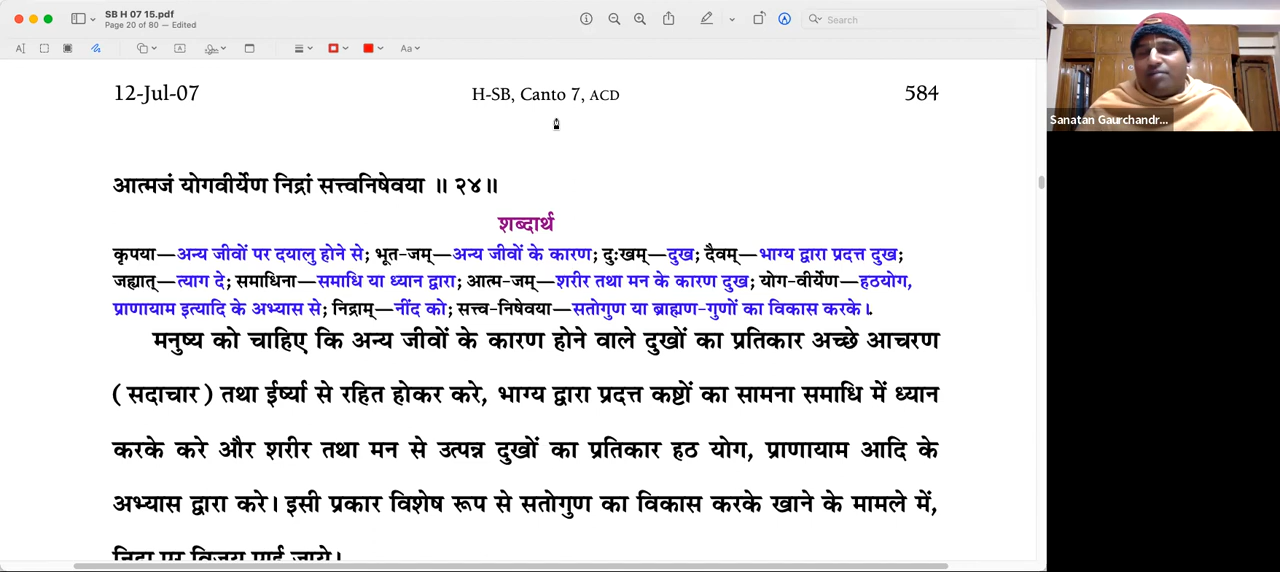 SB H 07 15.pdf
Page 20 of 80 — Edited
Search
Aa
12-Jul-07 H-SB, Canto 7, ACD 584
Sanatan Gaurchandr...
आत्मजं योगवीर्येण निद्रां सत्त्वनिषेवया ॥ २४॥
शब्दार्थ
कृपया—अन्य जीवों पर दयालु होने से; भूत-जम्—अन्य जीवों के कारण; दुःखम्—दुख; दैवम्—भाग्य द्वारा प्रदत्त दुख;
जह्यात्—त्याग दे; समाधिना—समाधि या ध्यान द्वारा; आत्म-जम्—शरीर तथा मन के कारण दुख; योग-वीर्येण—हठयोग,
प्राणायाम इत्यादि के अभ्यास से; निद्राम्—नींद को; सत्त्व-निषेवया—सतोगुण या ब्राह्मण-गुणों का विकास करके।.
मनुष्य को चाहिए कि अन्य जीवों के कारण होने वाले दुखों का प्रतिकार अच्छे आचरण
( सदाचार ) तथा ईर्ष्या से रहित होकर करे, भाग्य द्वारा प्रदत्त कष्टों का सामना समाधि में ध्यान
करके करे और शरीर तथा मन से उत्पन्न दुखों का प्रतिकार हठ योग, प्राणायाम आदि के
अभ्यास द्वारा करे। इसी प्रकार विशेष रूप से सतोगुण का विकास करके खाने के मामले में,
निद्रा पर विजय पाई जाये।